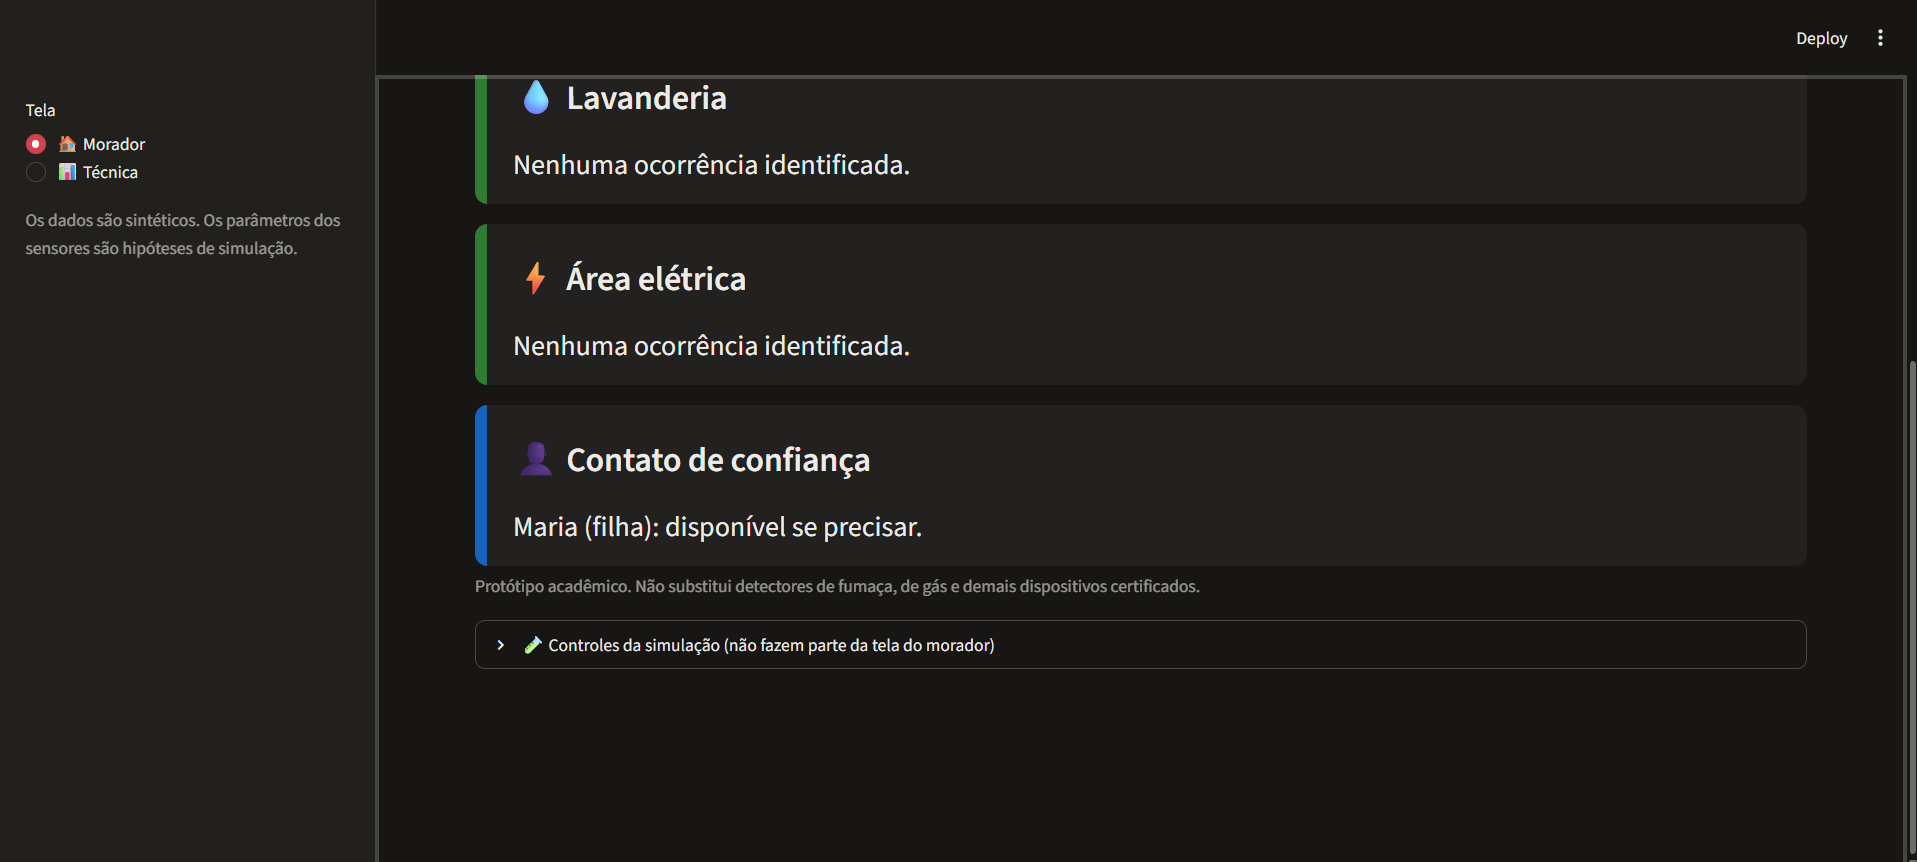 Deploy
Tela
Morador
Técnica
Os dados são sintéticos. Os parâmetros dos
sensores são hipóteses de simulação.
Lavanderia
Nenhuma ocorrência identificada.
Área elétrica
Nenhuma ocorrência identificada.
Contato de confiança
Maria (filha): disponível se precisar.
Protótipo acadêmico. Não substitui detectores de fumaça, de gás e demais dispositivos certificados.
Controles da simulação (não fazem parte da tela do morador)